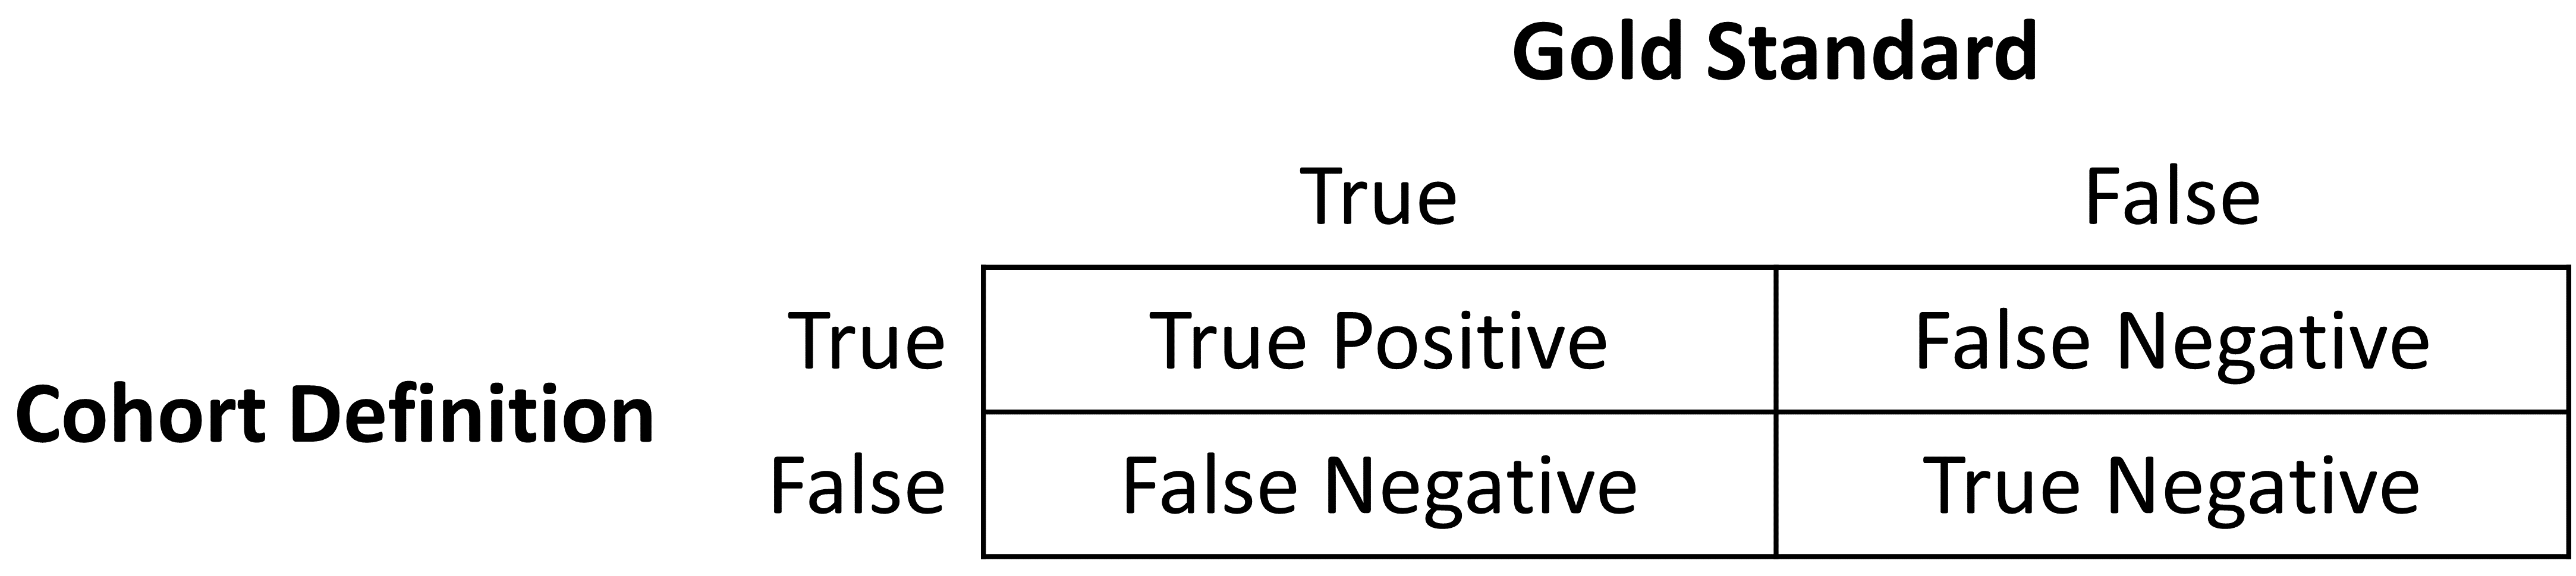 Gold Standard
True False
True True Positive False Negative
Cohort Definition
False False Negative True Negative